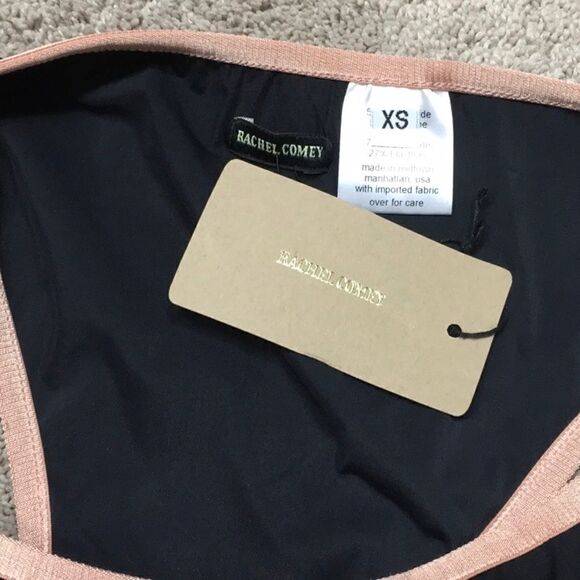 RACHEL COMEY
XS
made in midtown
manhattan, usa
with imported fabric
over for care
RACHEL COMEY